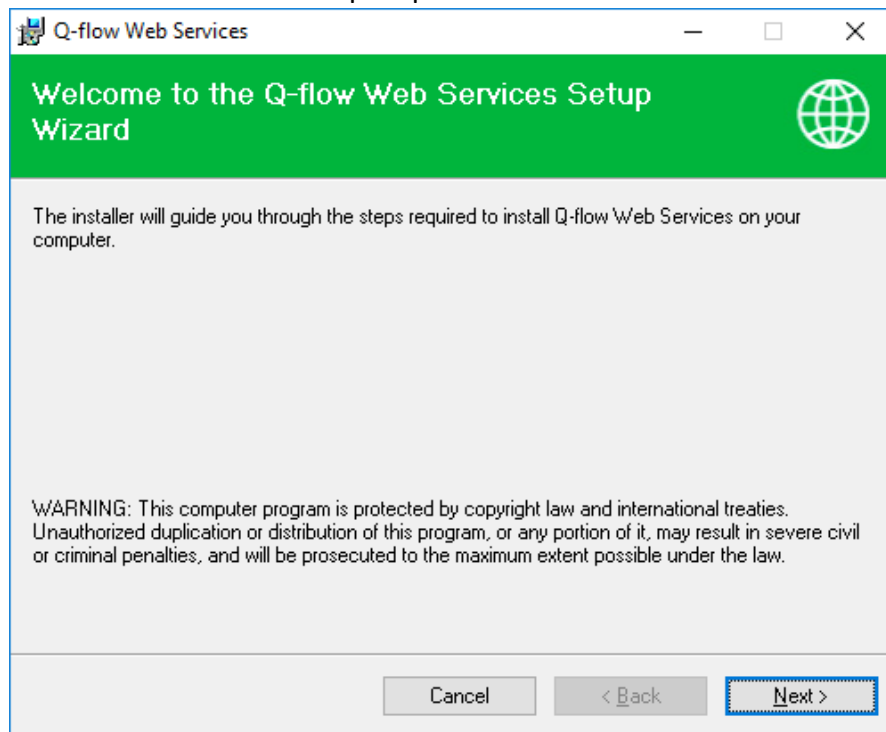 Q-flow Web Services
Welcome to the Q-flow Web Services Setup
Wizard
The installer will guide you through the steps required to install Q-flow Web Services on your
computer.
WARNING: This computer program is protected by copyright law and international treaties.
Unauthorized duplication or distribution of this program, or any portion of it, may result in severe civil
or criminal penalties, and will be prosecuted to the maximum extent possible under the law.
Cancel
< Back
Next >